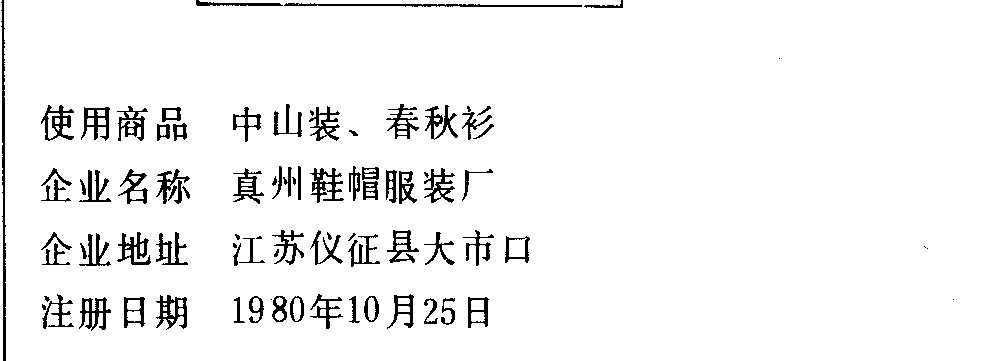 使用商品 中山装、春秋衫
企业名称 真州鞋帽服装厂
企业地址 江苏仪征县大市口
注册日期 1980年10月25日